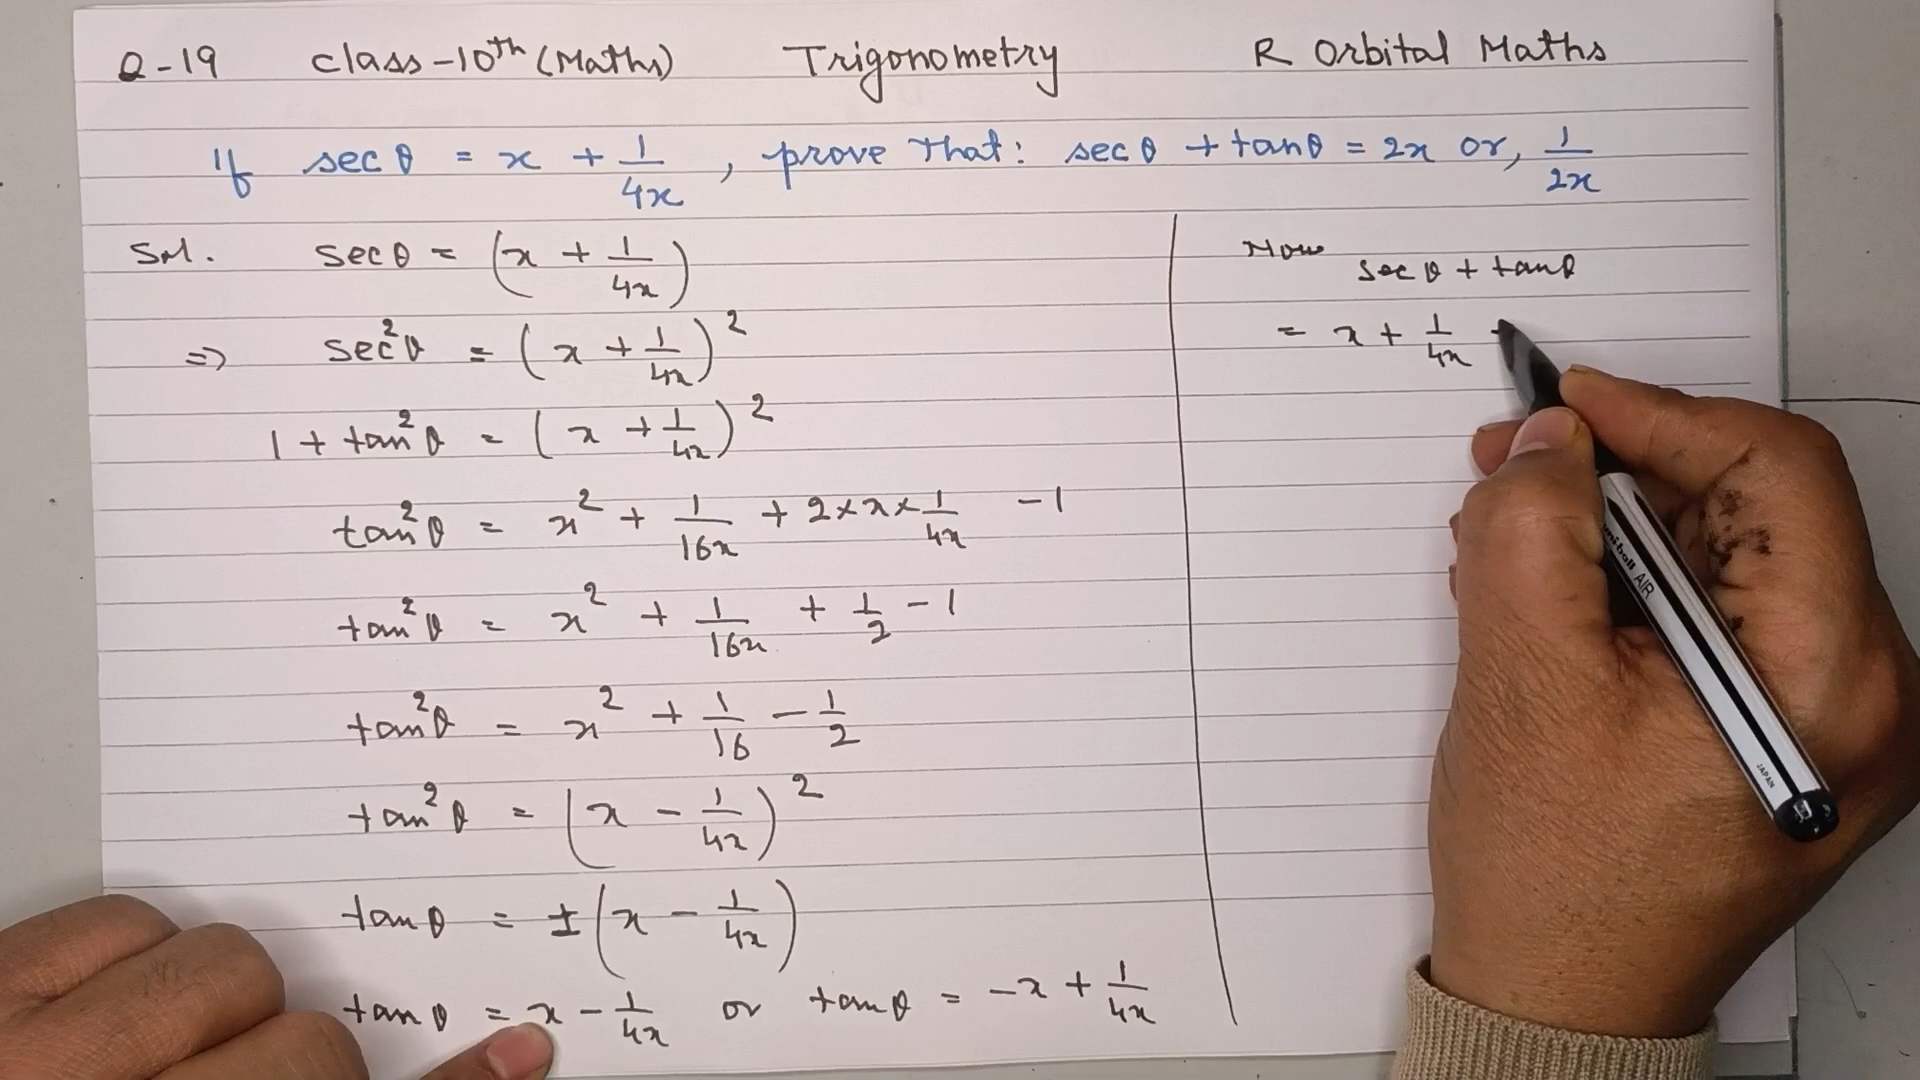 Q-19 Class-10th (Maths) Trigonometry R Orbital Maths
If sec θ = x + 1/4x , prove that: sec θ + tan θ = 2x or, 1/2x
Sol. sec θ = (x + 1/4x)
=> sec²θ = (x + 1/4x)²
1 + tan²θ = (x + 1/4x)²
tan²θ = x² + 1/16x + 2 × x × 1/4x - 1
tan²θ = x² + 1/16x + 1/2 - 1
tan²θ = x² + 1/16 - 1/2
tan²θ = (x - 1/4x)²
tan θ = ± (x - 1/4x)
tan θ = x - 1/4x or tan θ = -x + 1/4x
Now
sec θ + tan θ
= x + 1/4x
uniball AIR
JAPAN